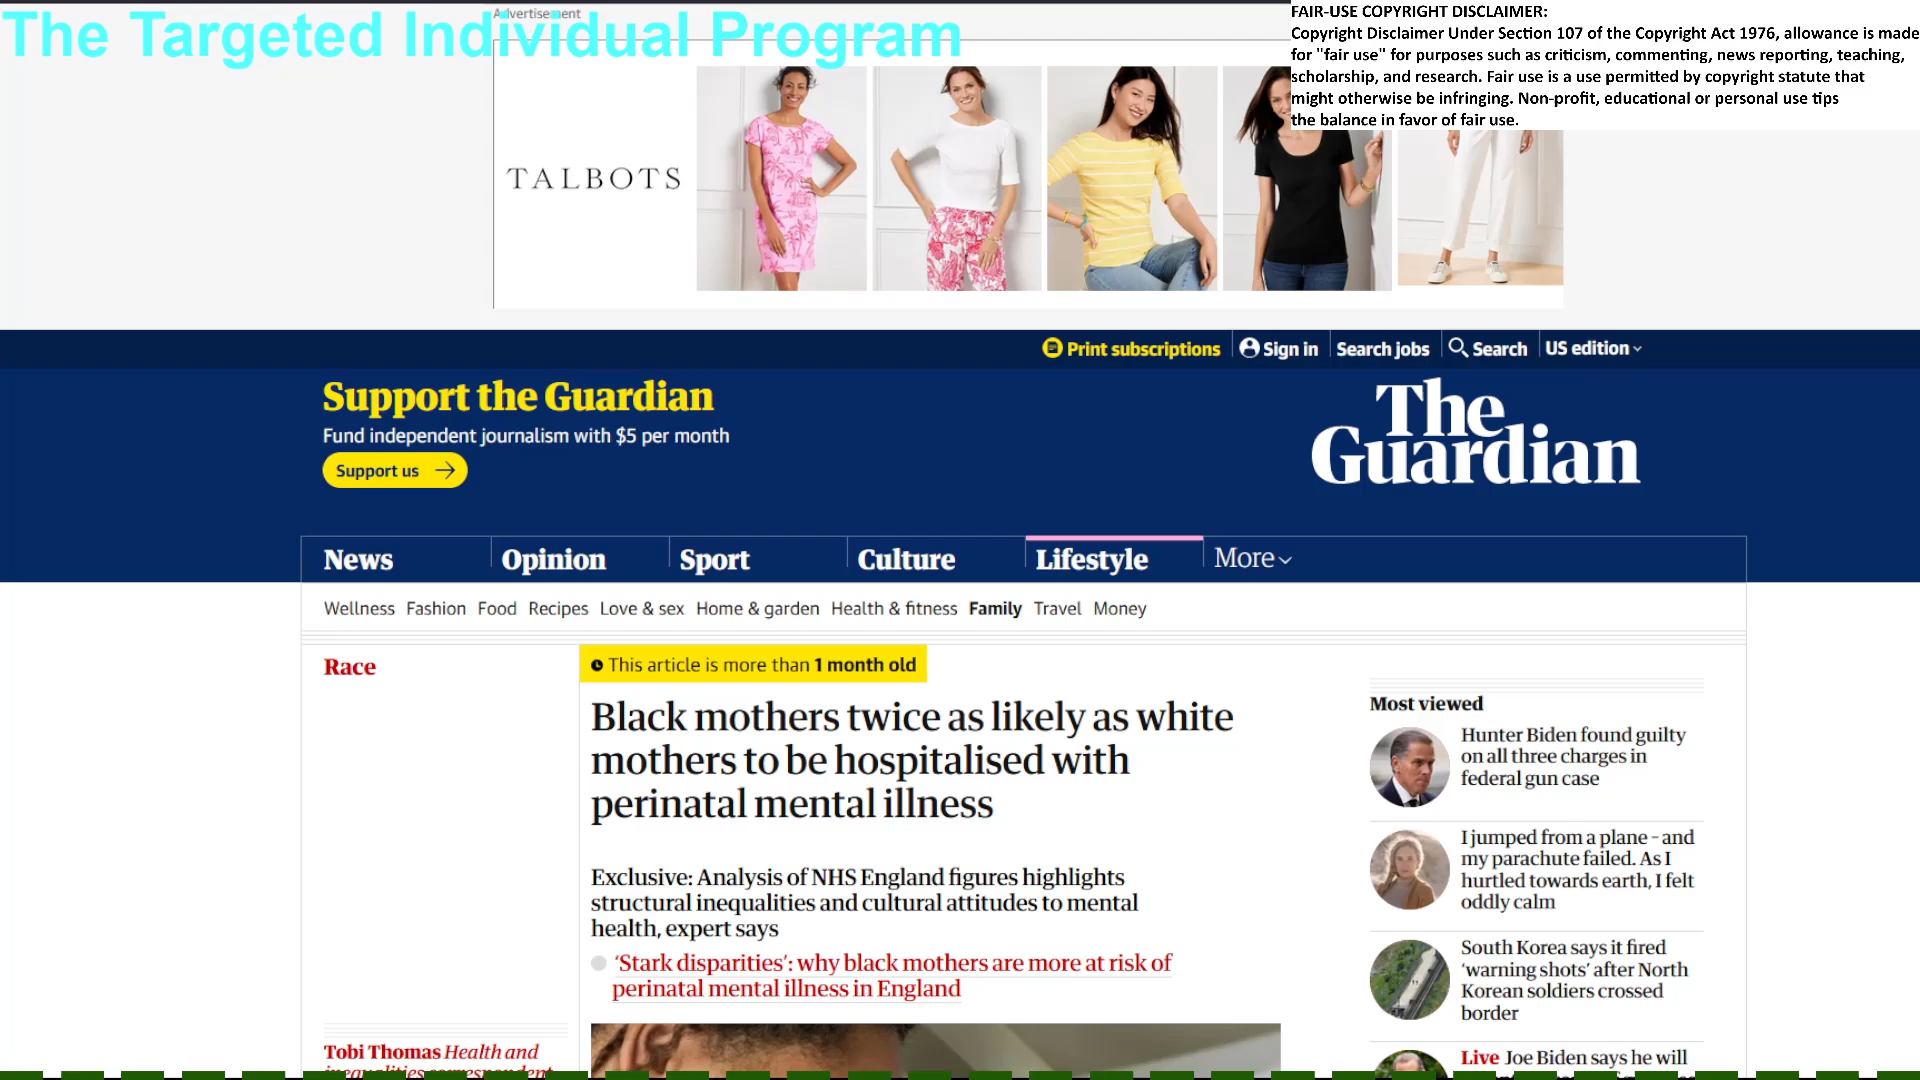 The Targeted Individual Program
Advertisement
FAIR-USE COPYRIGHT DISCLAIMER:
Copyright Disclaimer Under Section 107 of the Copyright Act 1976, allowance is made
for "fair use" for purposes such as criticism, commenting, news reporting, teaching,
scholarship, and research. Fair use is a use permitted by copyright statute that
might otherwise be infringing. Non-profit, educational or personal use tips
the balance in favor of fair use.
TALBOTS
Print subscriptions
Sign in
Search jobs
Search
US edition
Support the Guardian
Fund independent journalism with $5 per month
Support us
The
Guardian
News
Opinion
Sport
Culture
Lifestyle
More
Wellness Fashion Food Recipes Love & sex Home & garden Health & fitness Family Travel Money
Race
This article is more than 1 month old
Black mothers twice as likely as white
mothers to be hospitalised with
perinatal mental illness
Exclusive: Analysis of NHS England figures highlights
structural inequalities and cultural attitudes to mental
health, expert says
‘Stark disparities’: why black mothers are more at risk of
perinatal mental illness in England
Tobi Thomas Health and
inequalities correspondent
Most viewed
Hunter Biden found guilty
on all three charges in
federal gun case
I jumped from a plane – and
my parachute failed. As I
hurtled towards earth, I felt
oddly calm
South Korea says it fired
‘warning shots’ after North
Korean soldiers crossed
border
Live Joe Biden says he will